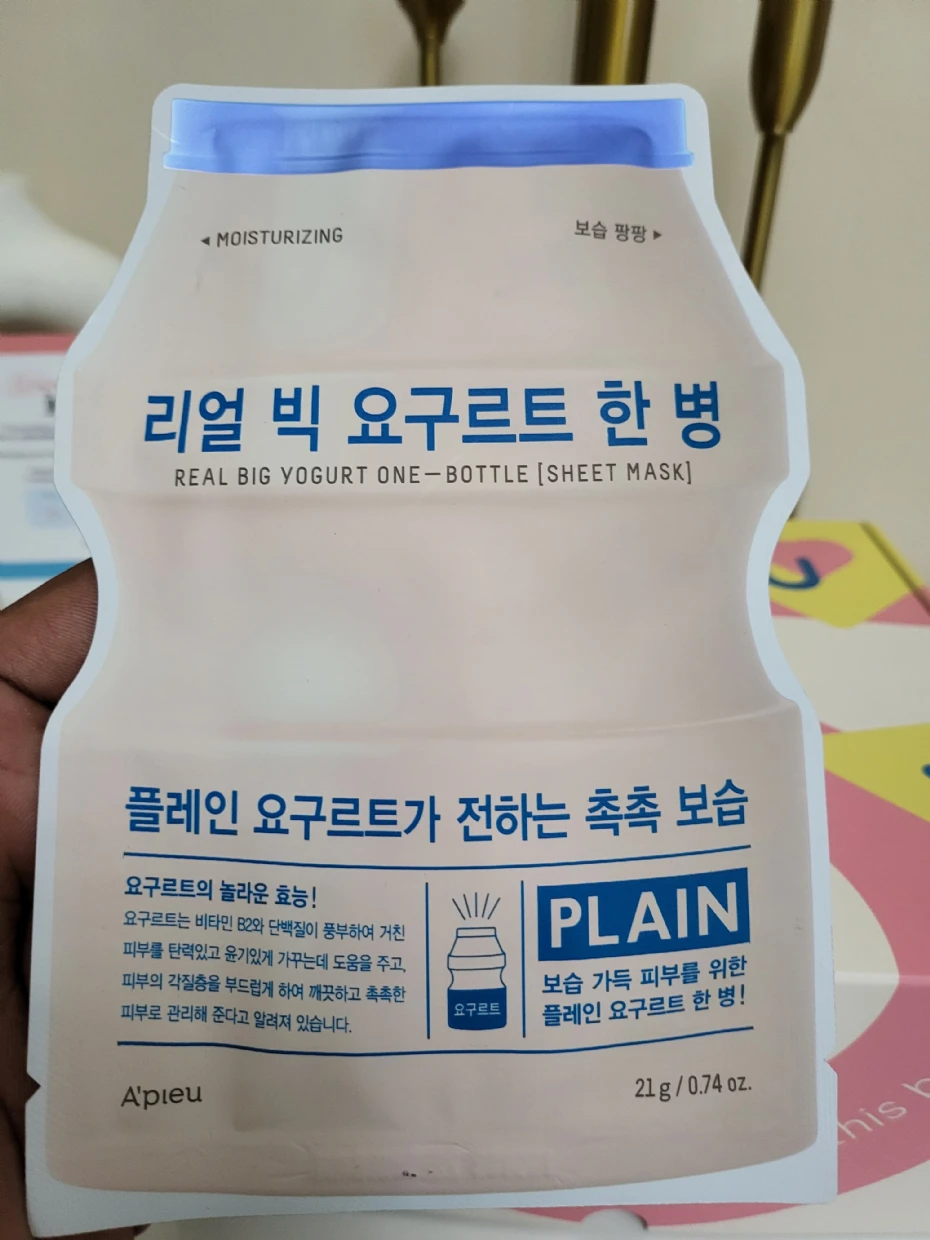 ◂ MOISTURIZING
보습 팡팡 ▸
리얼 빅 요구르트 한 병
REAL BIG YOGURT ONE–BOTTLE [SHEET MASK]
플레인 요구르트가 전하는 촉촉 보습
요구르트의 놀라운 효능!
요구르트는 비타민 B2와 단백질이 풍부하여 거친
피부를 탄력있고 윤기있게 가꾸는데 도움을 주고,
피부의 각질층을 부드럽게 하여 깨끗하고 촉촉한
피부로 관리해 준다고 알려져 있습니다.
요구르트
PLAIN
보습 가득 피부를 위한
플레인 요구르트 한 병!
A'pieu
21 g / 0.74 oz.
this